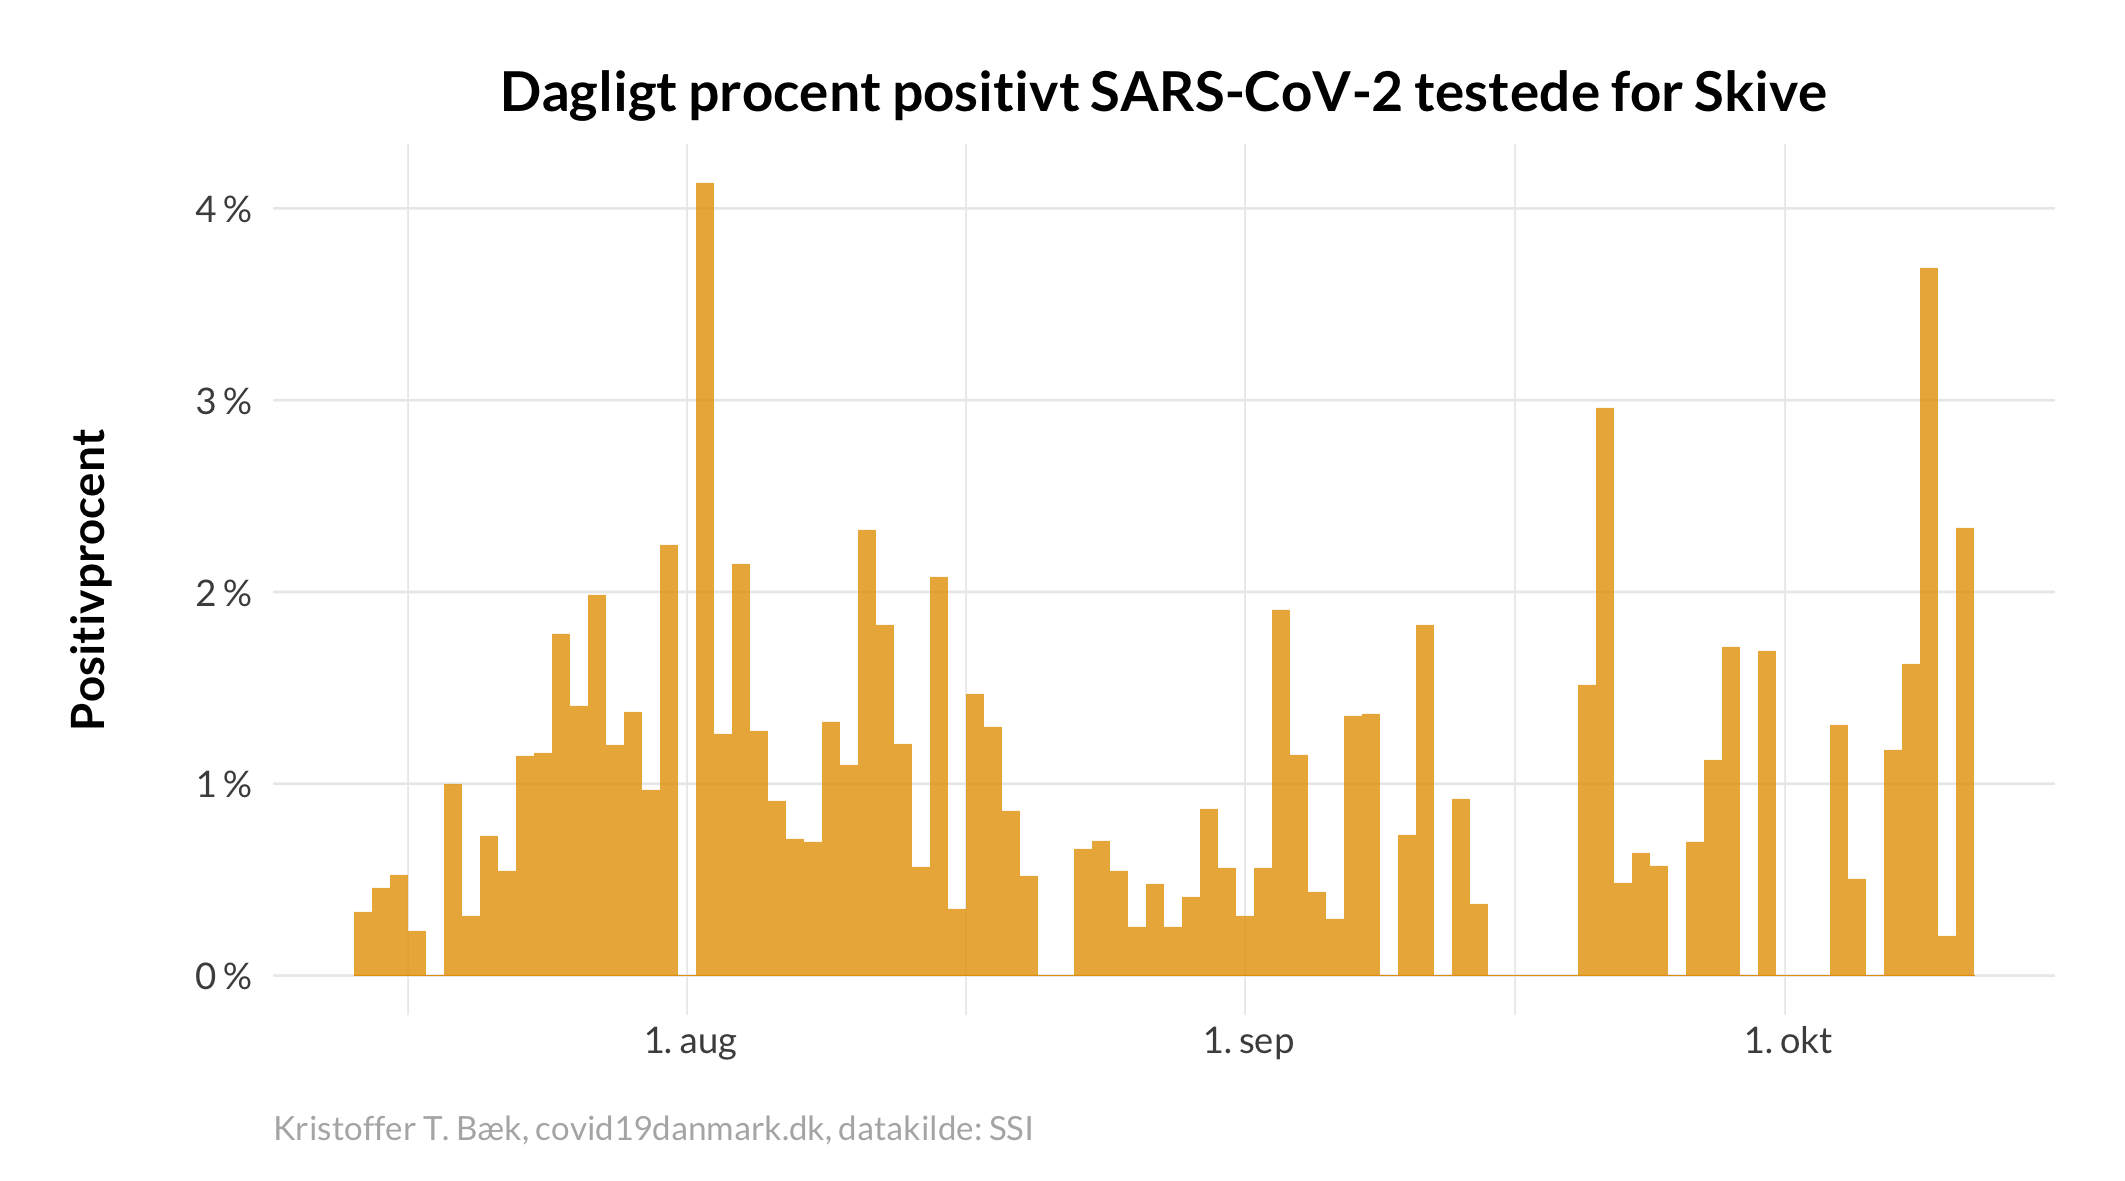 Dagligt procent positivt SARS-CoV-2 testede for Skive
Positivprocent
4 %
3 %
2 %
1 %
0 %
1. aug
1. sep
1. okt
Kristoffer T. Bæk, covid19danmark.dk, datakilde: SSI